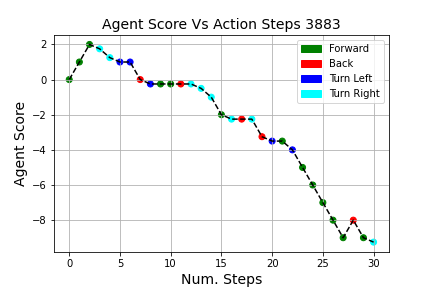 Agent Score Vs Action Steps 3883
Agent Score
2
0
−2
−4
−6
−8
Forward
Back
Turn Left
Turn Right
0 5 10 15 20 25 30
Num. Steps